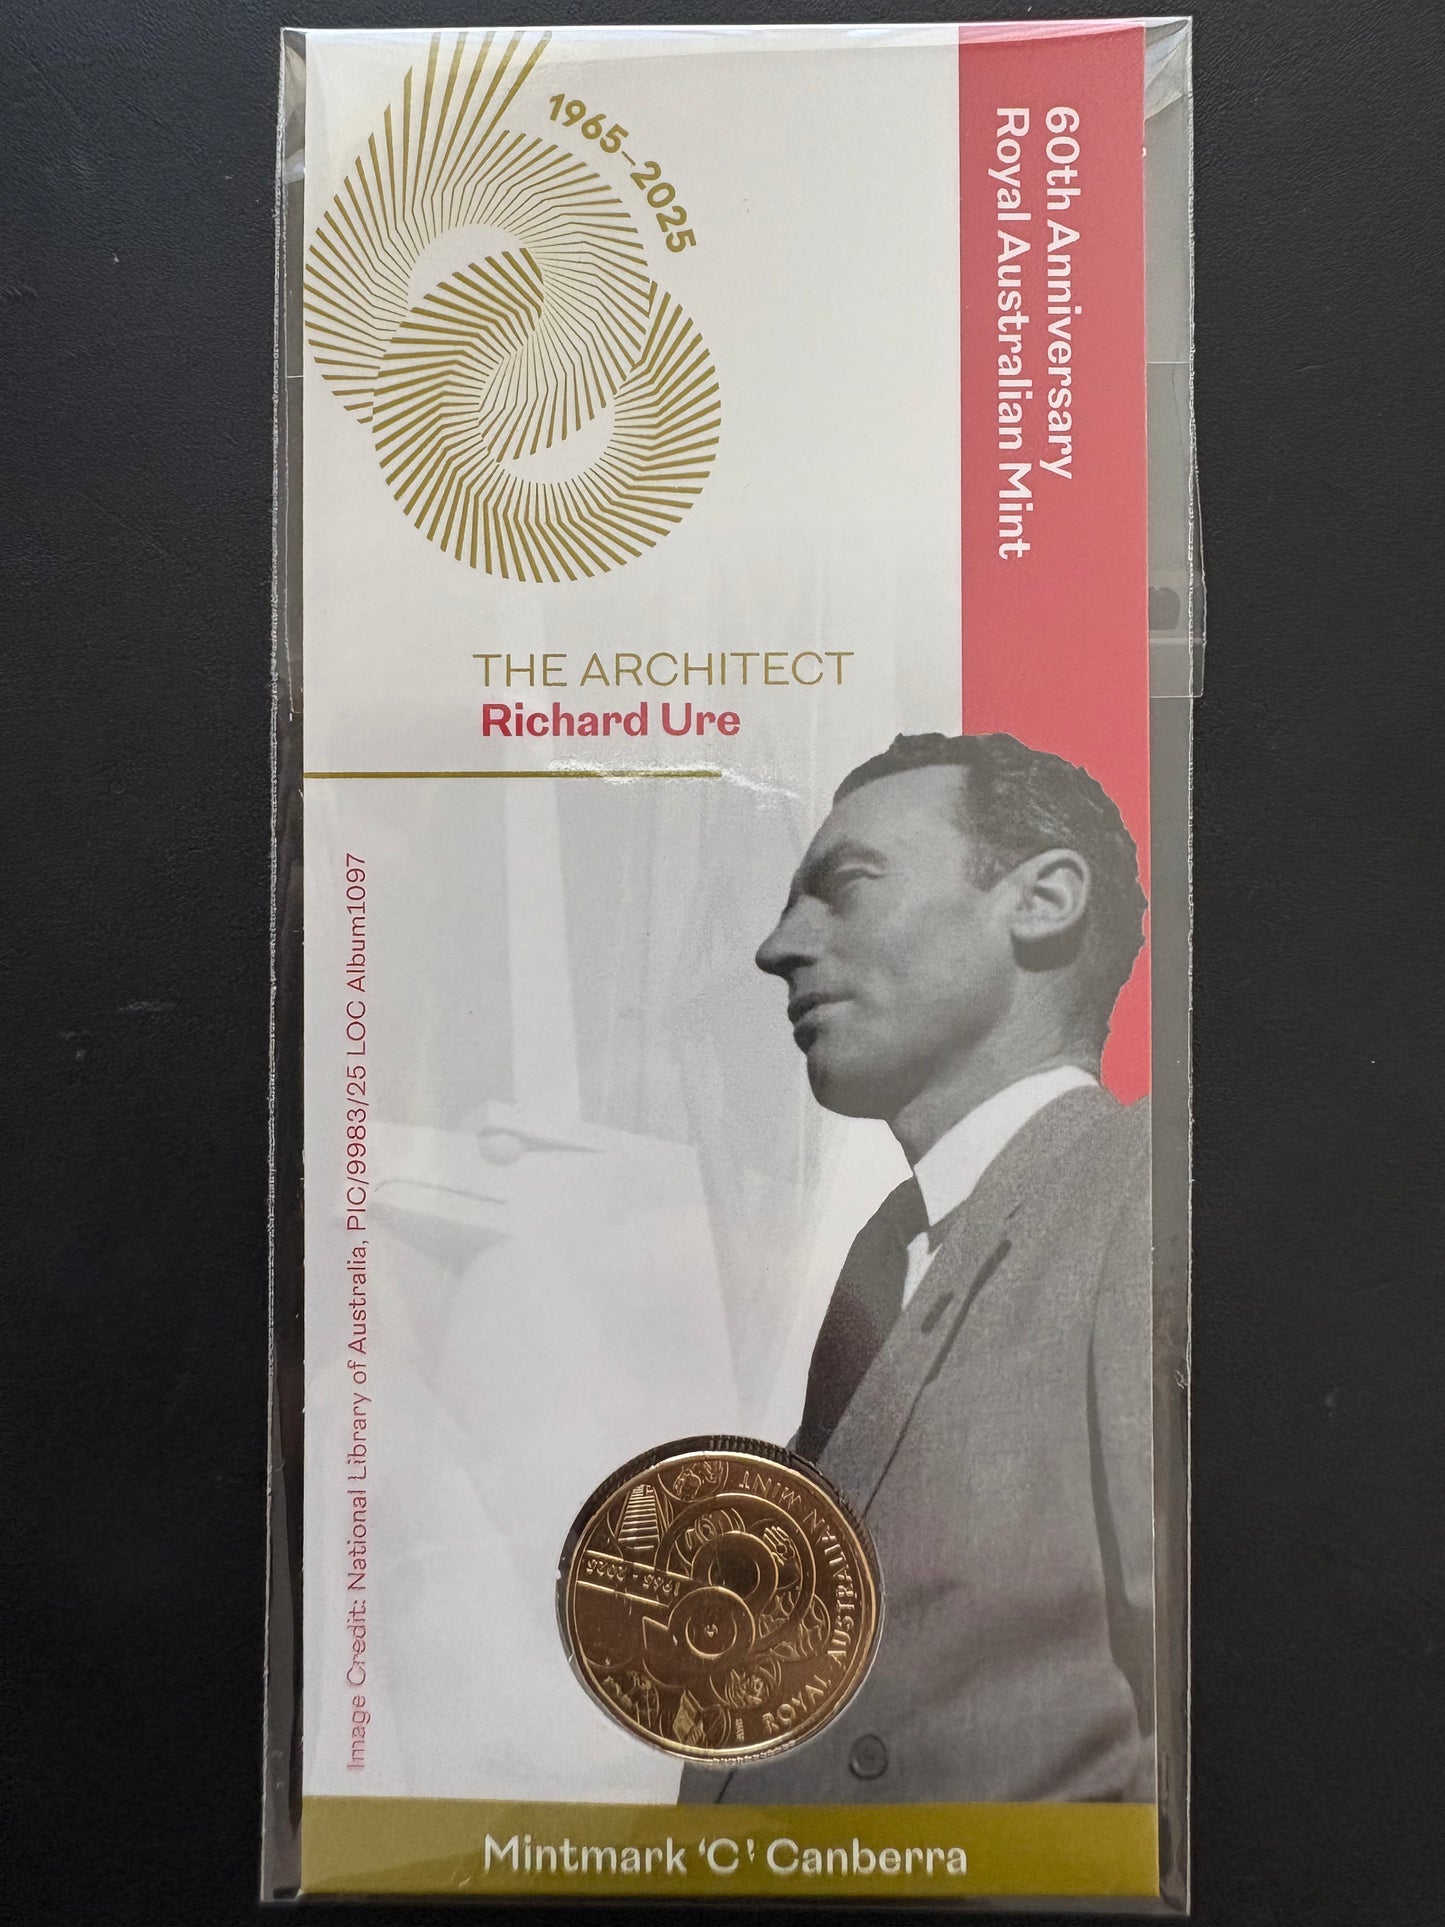 1965–2025
60th Anniversary
Royal Australian Mint
THE ARCHITECT
Richard Ure
Image Credit: National Library of Australia, PIC/9983/25 LOC Album1097
1965 - 2025
ROYAL AUSTRALIAN MINT
Mintmark ‘C’ Canberra